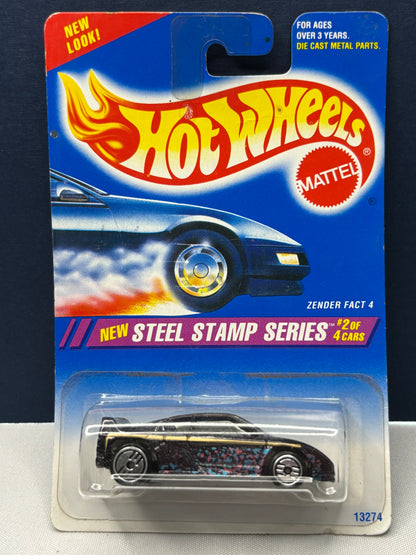 NEW
LOOK!
FOR AGES
OVER 3 YEARS.
DIE CAST METAL PARTS.
HOT WHEELS®
MATTEL
ZENDER FACT 4
NEW STEEL STAMP SERIES™ #2 OF
4 CARS
13274